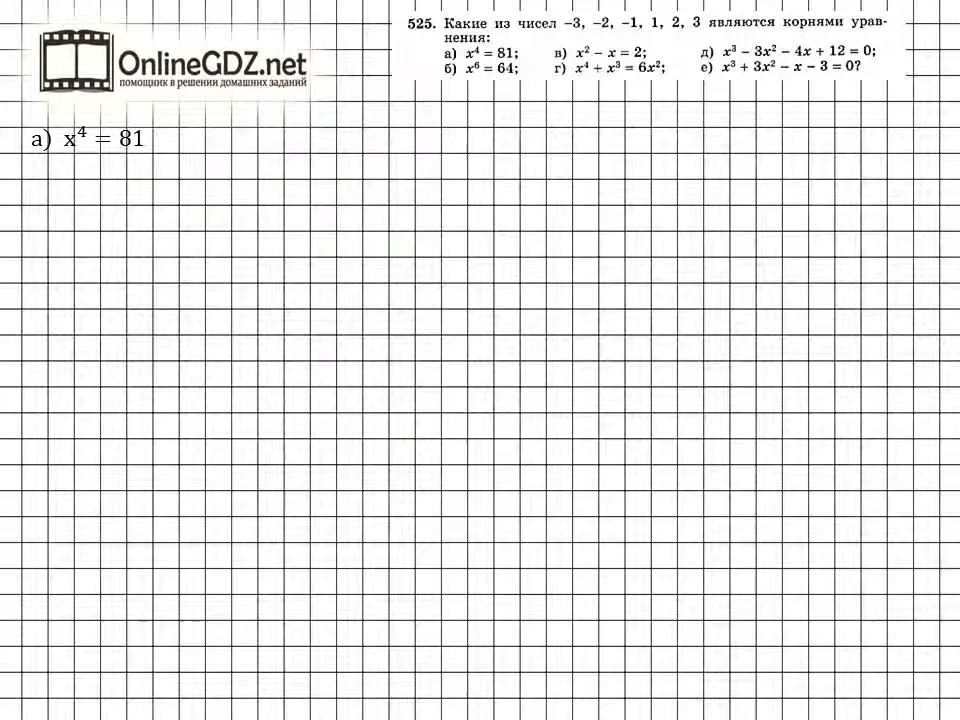 OnlineGDZ.net
помощник в решении домашних заданий
525. Какие из чисел –3, –2, –1, 1, 2, 3 являются корнями урав-
нения:
а) x⁴ = 81; в) x² – x = 2; д) x³ – 3x² – 4x + 12 = 0;
б) x⁶ = 64; г) x⁴ + x³ = 6x²; е) x³ + 3x² – x – 3 = 0?
а) x⁴ = 81